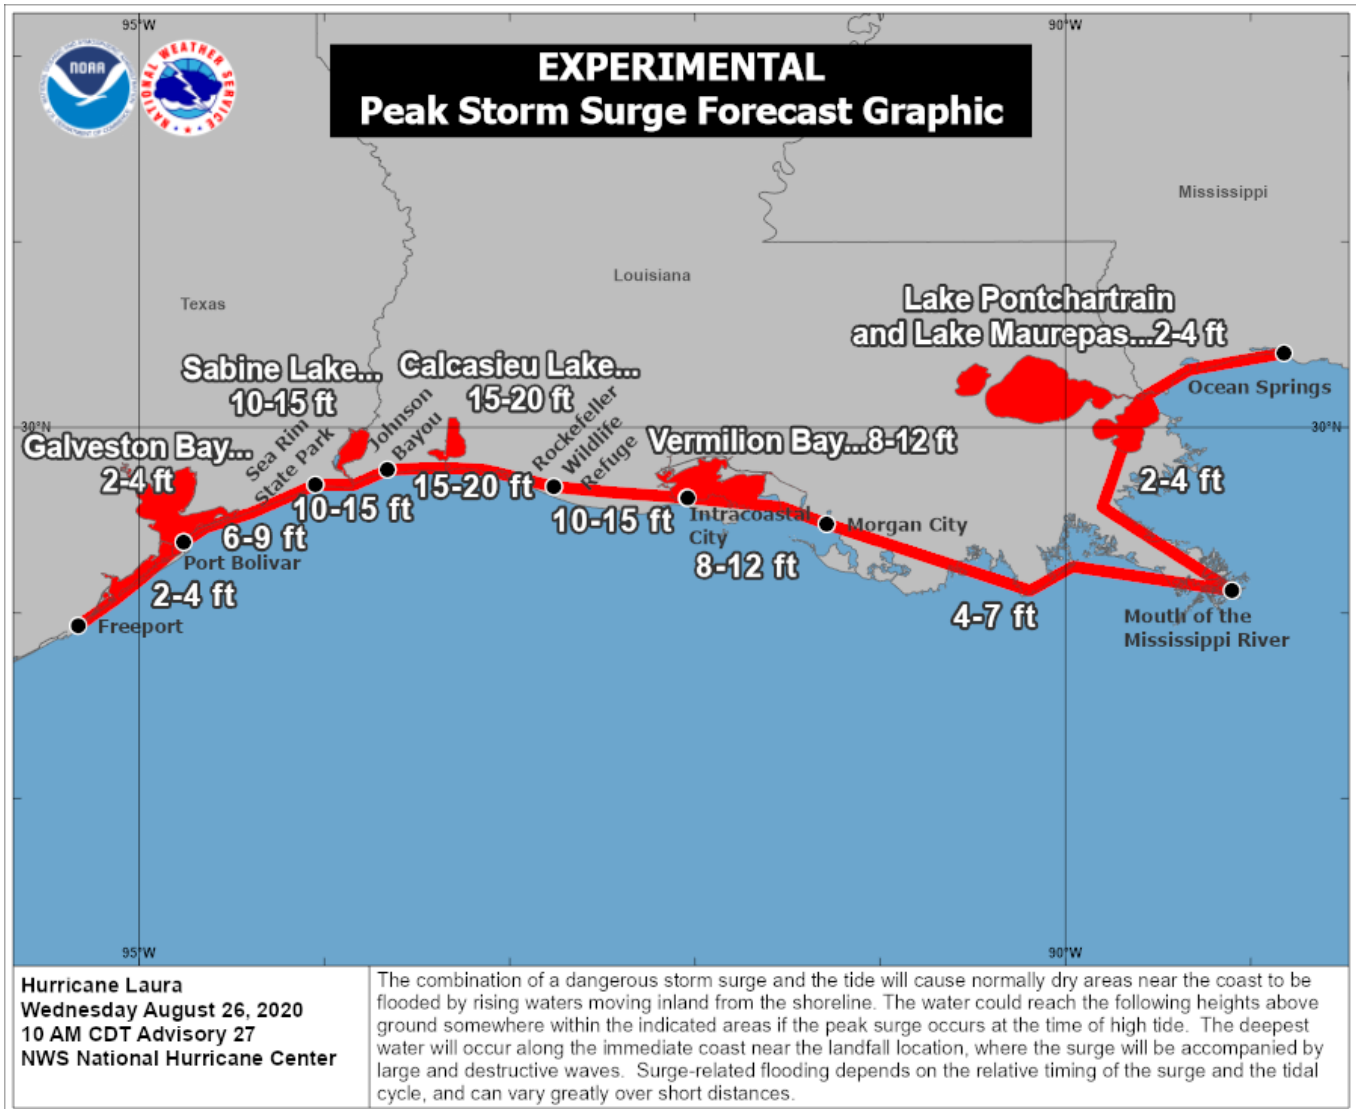 95°W
90°W
NOAA
NATIONAL WEATHER SERVICE
EXPERIMENTAL
Peak Storm Surge Forecast Graphic
Mississippi
Louisiana
Texas
Lake Pontchartrain
and Lake Maurepas...2-4 ft
Sabine Lake...
10-15 ft
Calcasieu Lake...
15-20 ft
Ocean Springs
30°N
30°N
Galveston Bay...
2-4 ft
Sea Rim
State Park
Johnson
Bayou
Rockefeller
Wildlife
Refuge
Vermilion Bay...8-12 ft
15-20 ft
2-4 ft
10-15 ft
10-15 ft
Intracoastal
City
Morgan City
6-9 ft
Port Bolivar
8-12 ft
2-4 ft
4-7 ft
Freeport
Mouth of the
Mississippi River
95°W
90°W
Hurricane Laura
Wednesday August 26, 2020
10 AM CDT Advisory 27
NWS National Hurricane Center
The combination of a dangerous storm surge and the tide will cause normally dry areas near the coast to be
flooded by rising waters moving inland from the shoreline. The water could reach the following heights above
ground somewhere within the indicated areas if the peak surge occurs at the time of high tide. The deepest
water will occur along the immediate coast near the landfall location, where the surge will be accompanied by
large and destructive waves. Surge-related flooding depends on the relative timing of the surge and the tidal
cycle, and can vary greatly over short distances.